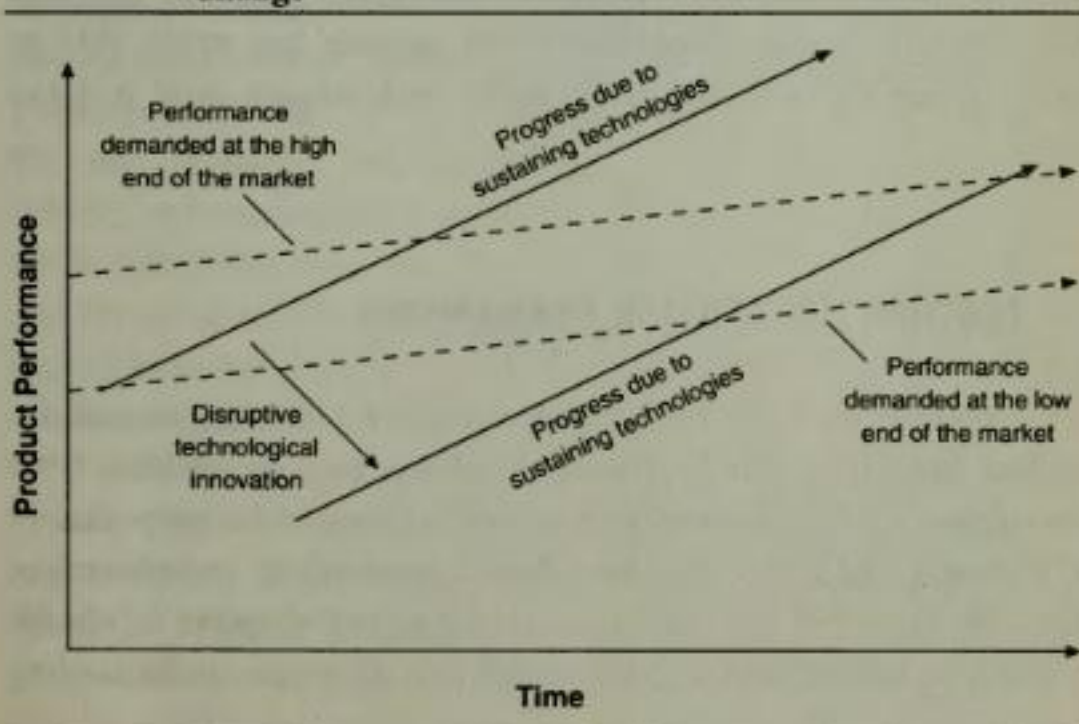 Performance
demanded at the high
end of the market
Progress due to
sustaining technologies
Product Performance
Disruptive
technological
innovation
Progress due to
sustaining technologies
Performance
demanded at the low
end of the market
Time